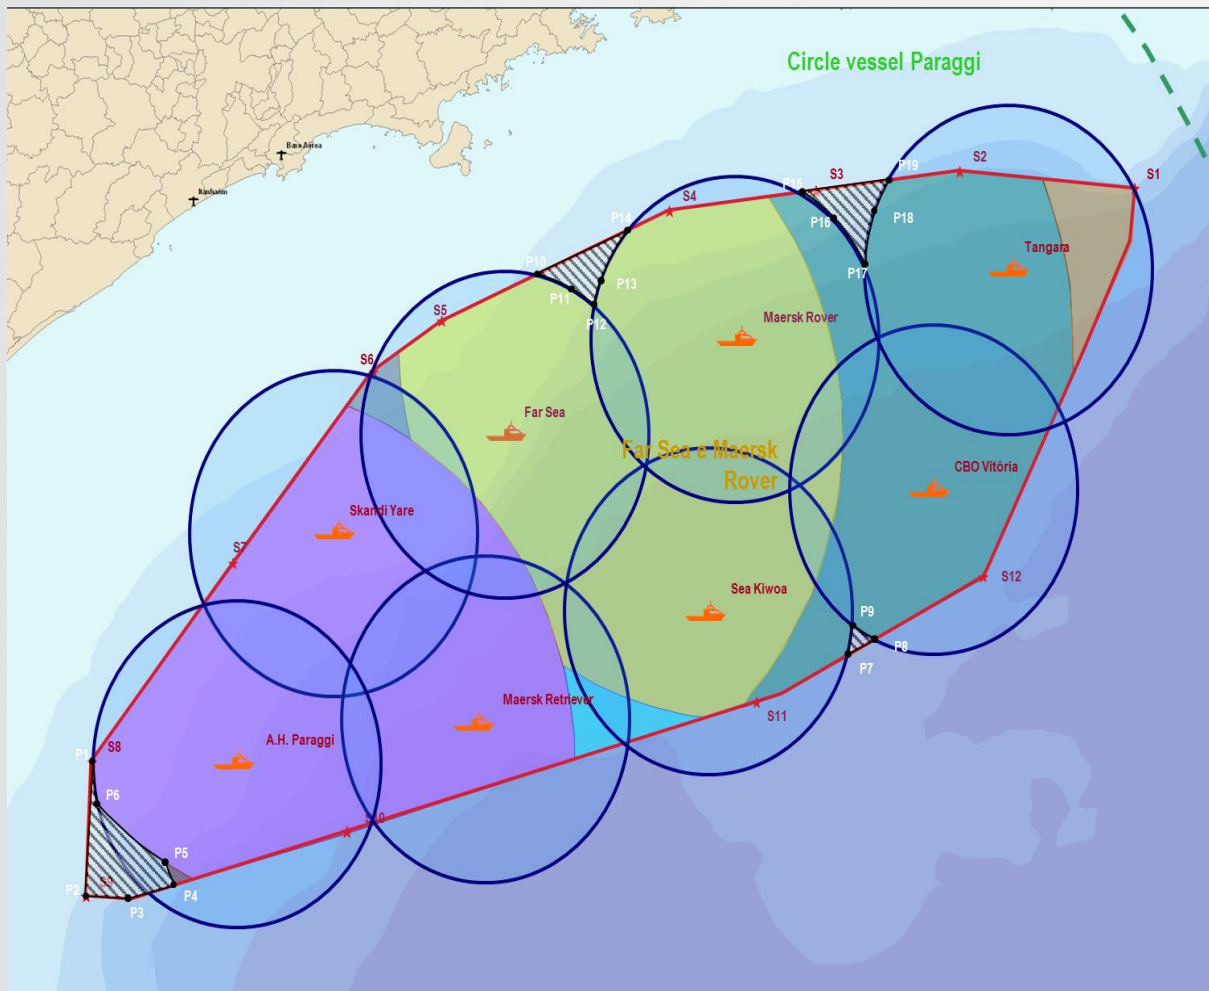 Circle vessel Paraggi
Base Aérea
Itanhaém
S2
P19
S1
P15
S3
S4
P16
P18
P14
Tangara
P17
P10
P13
P11
S5
Maersk Rover
P12
S6
Far Sea
Far Sea e Maersk
Rover
CBO Vitória
Skandi Yare
S7
S12
Sea Kiwoa
P9
P8
P7
Maersk Retriever
S11
A.H. Paraggi
S8
P1
P6
S10
P5
P2
S9
P4
P3